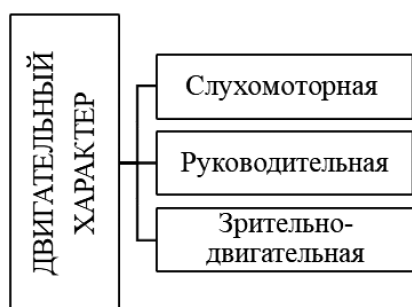 ДВИГАТЕЛЬНЫЙ
ХАРАКТЕР
Слухомоторная
Руководительная
Зрительно-
двигательная